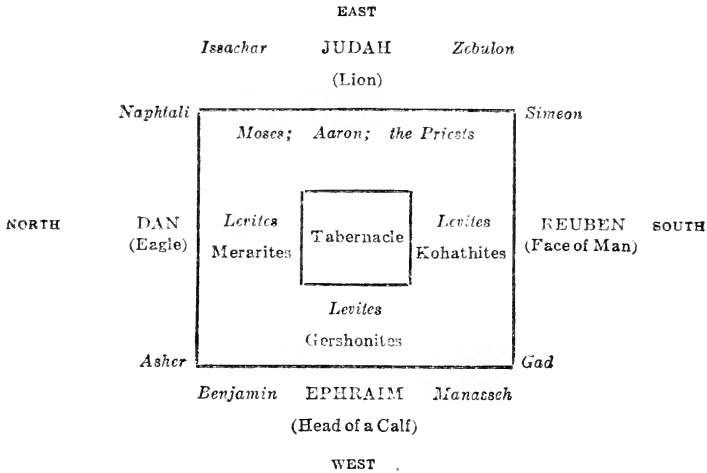 EAST
Issachar JUDAH Zebulon
(Lion)
Naphtali Simeon
Moses; Aaron; the Priests
NORTH DAN Levites Tabernacle Levites REUBEN SOUTH
(Eagle) Merarites Kohathites (Face of Man)
Levites
Gershonites
Asher Gad
Benjamin EPHRAIM Manasseh
(Head of a Calf)
WEST